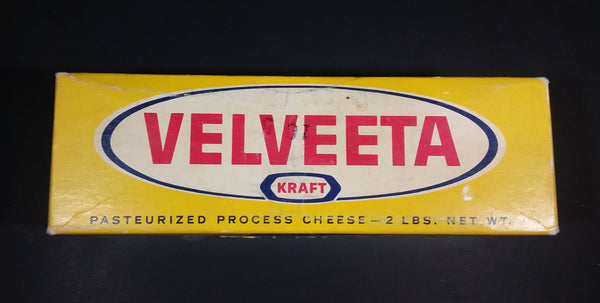 VELVEETA
KRAFT
PASTEURIZED PROCESS CHEESE — 2 LBS. NET WT.